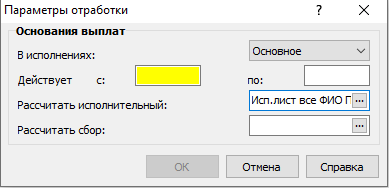 Параметры отработки ? ×
Основания выплат
В исполнениях: Основное
Действует с: по:
Рассчитать исполнительный: Исп.лист все ФИО П ...
Рассчитать сбор: ...
OK Отмена Справка